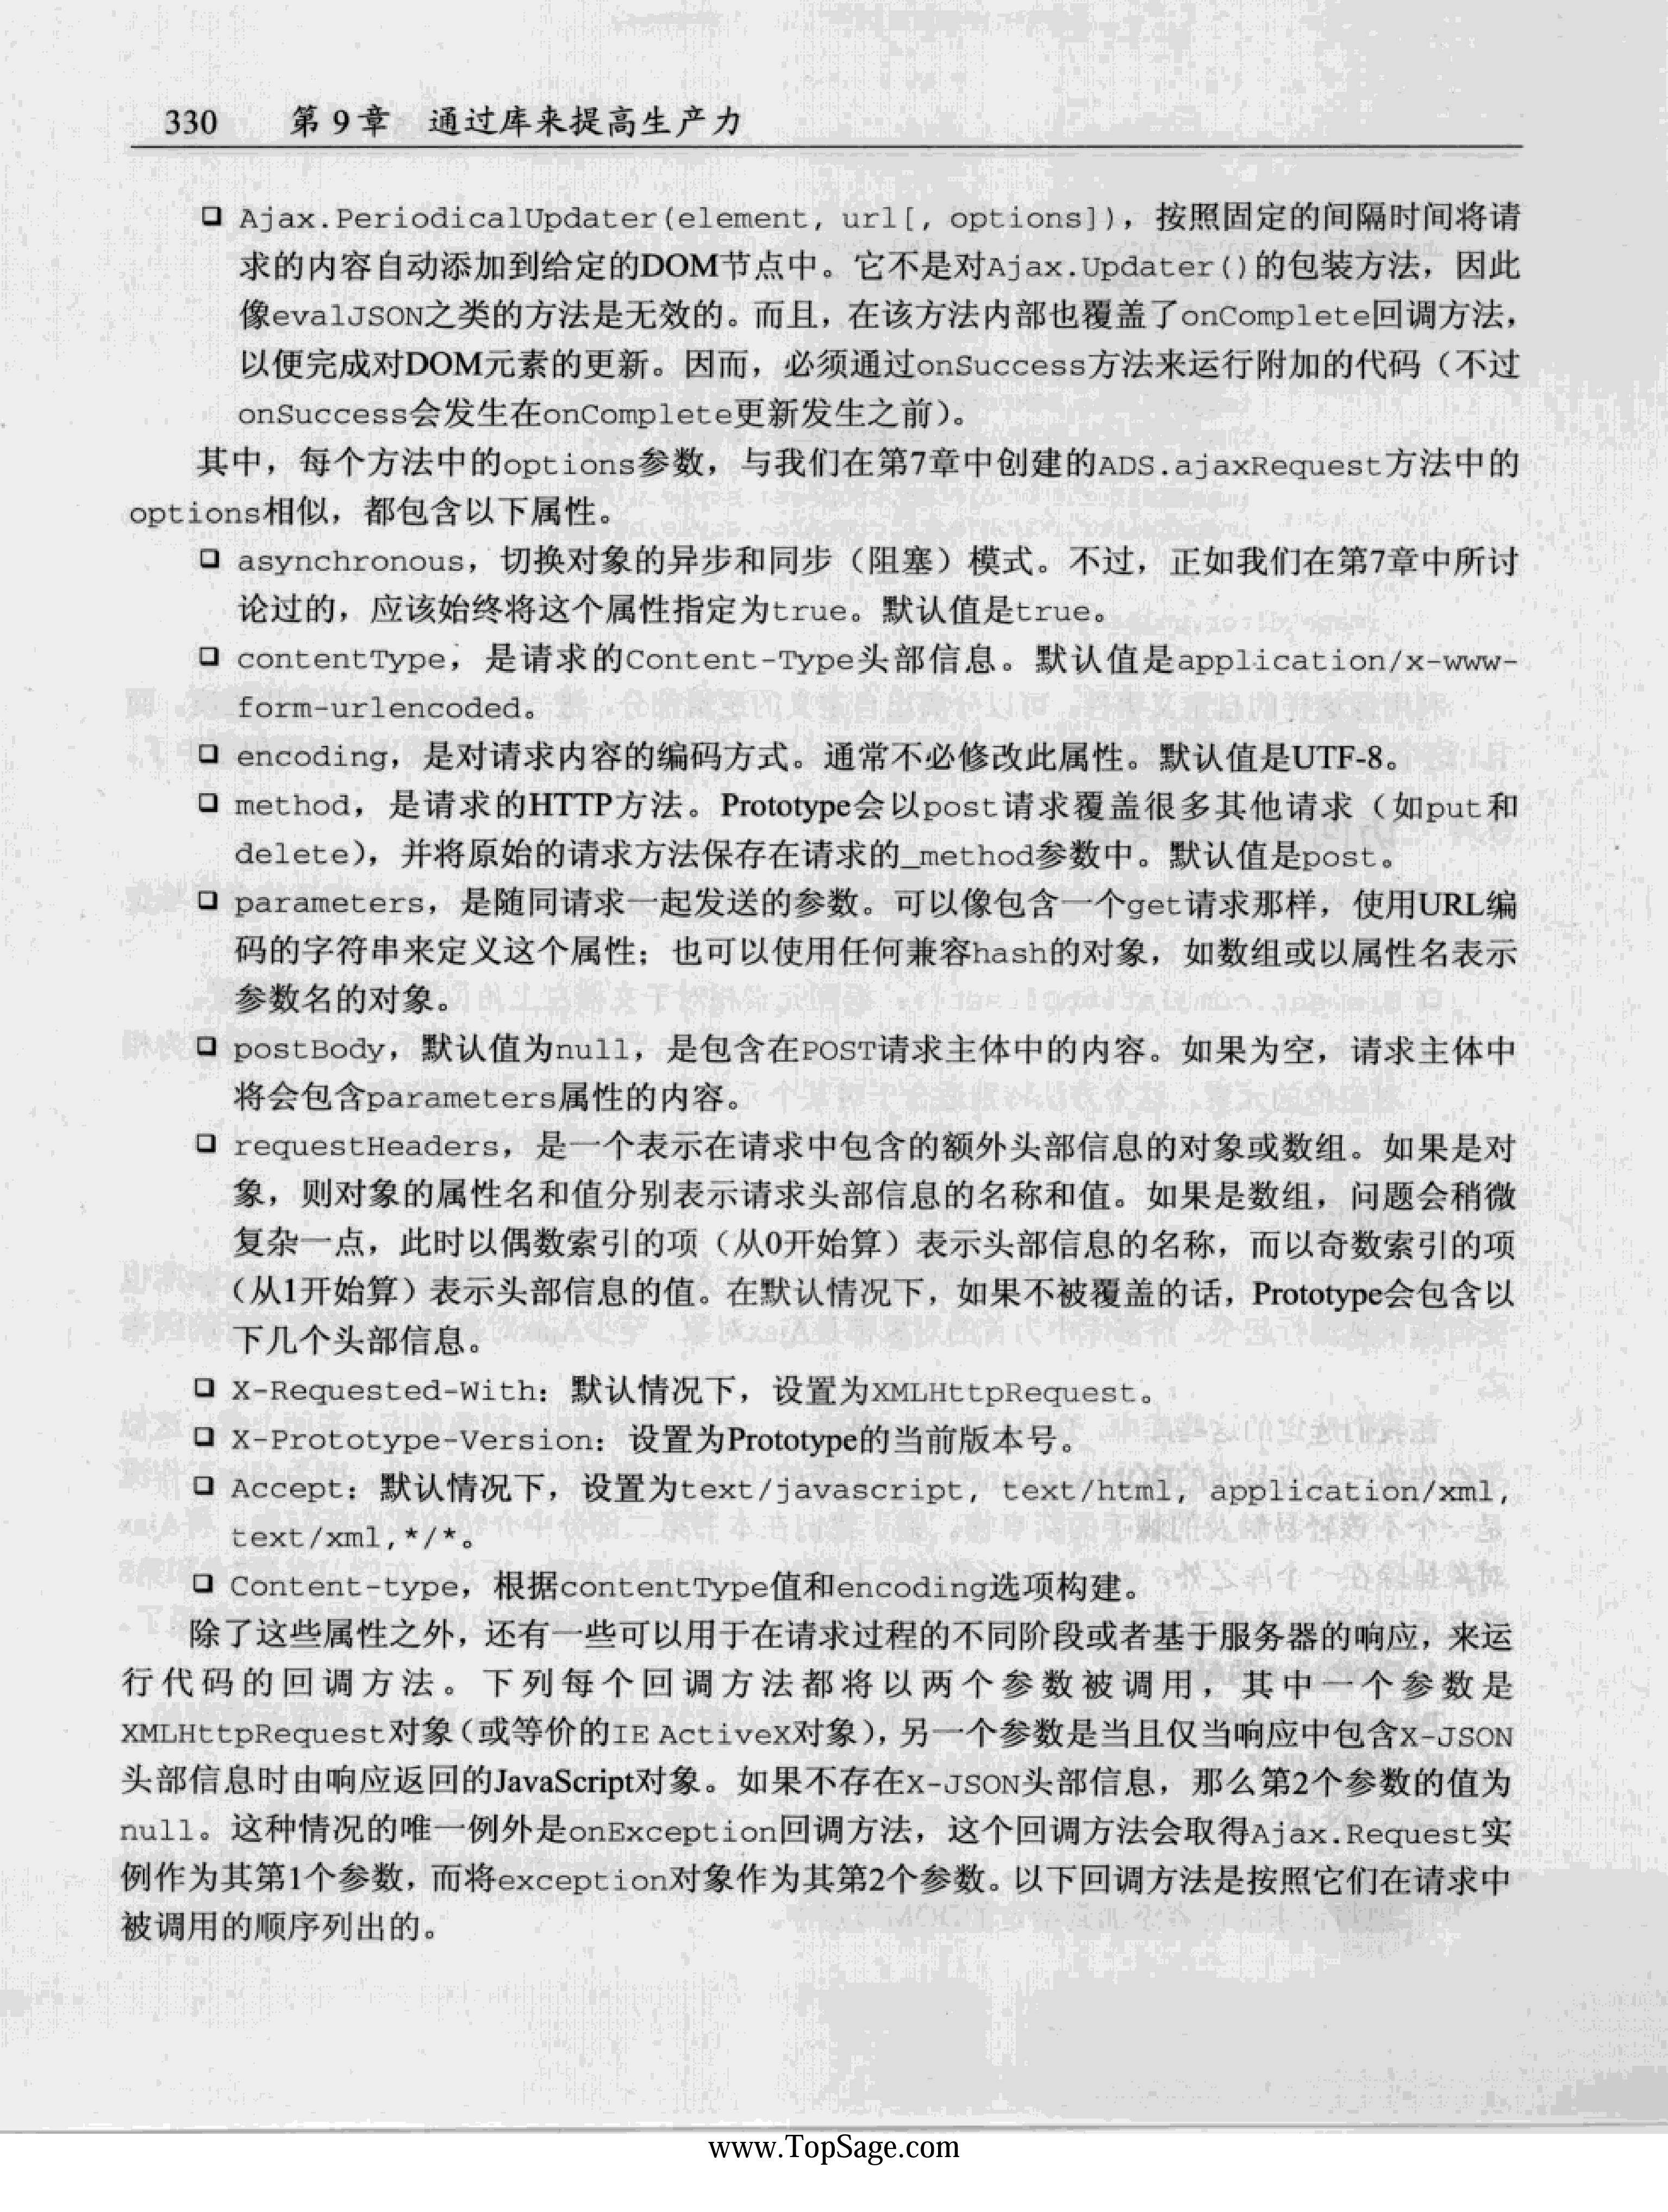 330 第 9 章 通过库来提高生产力
❑ Ajax.PeriodicalUpdater(element, url[, options])，按照固定的间隔时间将请
求的内容自动添加到给定的DOM节点中。它不是对Ajax.Updater()的包装方法，因此
像evalJSON之类的方法是无效的。而且，在该方法内部也覆盖了onComplete回调方法，
以便完成对DOM元素的更新。因而，必须通过onSuccess方法来运行附加的代码（不过
onSuccess会发生在onComplete更新发生之前）。
其中，每个方法中的options参数，与我们在第7章中创建的ADS.ajaxRequest方法中的
options相似，都包含以下属性。
❑ asynchronous，切换对象的异步和同步（阻塞）模式。不过，正如我们在第7章中所讨
论过的，应该始终将这个属性指定为true。默认值是true。
❑ contentType，是请求的Content-Type头部信息。默认值是application/x-www-
form-urlencoded。
❑ encoding，是对请求内容的编码方式。通常不必修改此属性。默认值是UTF-8。
❑ method，是请求的HTTP方法。Prototype会以post请求覆盖很多其他请求（如put和
delete），并将原始的请求方法保存在请求的_method参数中。默认值是post。
❑ parameters，是随同请求一起发送的参数。可以像包含一个get请求那样，使用URL编
码的字符串来定义这个属性；也可以使用任何兼容hash的对象，如数组或以属性名表示
参数名的对象。
❑ postBody，默认值为null，是包含在POST请求主体中的内容。如果为空，请求主体中
将会包含parameters属性的内容。
❑ requestHeaders，是一个表示在请求中包含的额外头部信息的对象或数组。如果是对
象，则对象的属性名和值分别表示请求头部信息的名称和值。如果是数组，问题会稍微
复杂一点，此时以偶数索引的项（从0开始算）表示头部信息的名称，而以奇数索引的项
（从1开始算）表示头部信息的值。在默认情况下，如果不被覆盖的话，Prototype会包含以
下几个头部信息。
❑ X-Requested-With：默认情况下，设置为XMLHttpRequest。
❑ X-Prototype-Version：设置为Prototype的当前版本号。
❑ Accept：默认情况下，设置为text/javascript, text/html, application/xml,
text/xml,*/*。
❑ Content-type，根据contentType值和encoding选项构建。
除了这些属性之外，还有一些可以用于在请求过程的不同阶段或者基于服务器的响应，来运
行代码的回调方法。下列每个回调方法都将以两个参数被调用，其中一个参数是
XMLHttpRequest对象（或等价的IE ActiveX对象），另一个参数是当且仅当响应中包含X-JSON
头部信息时由响应返回的JavaScript对象。如果不存在X-JSON头部信息，那么第2个参数的值为
null。这种情况的唯一例外是onException回调方法，这个回调方法会取得Ajax.Request实
例作为其第1个参数，而将exception对象作为其第2个参数。以下回调方法是按照它们在请求中
被调用的顺序列出的。
www.TopSage.com